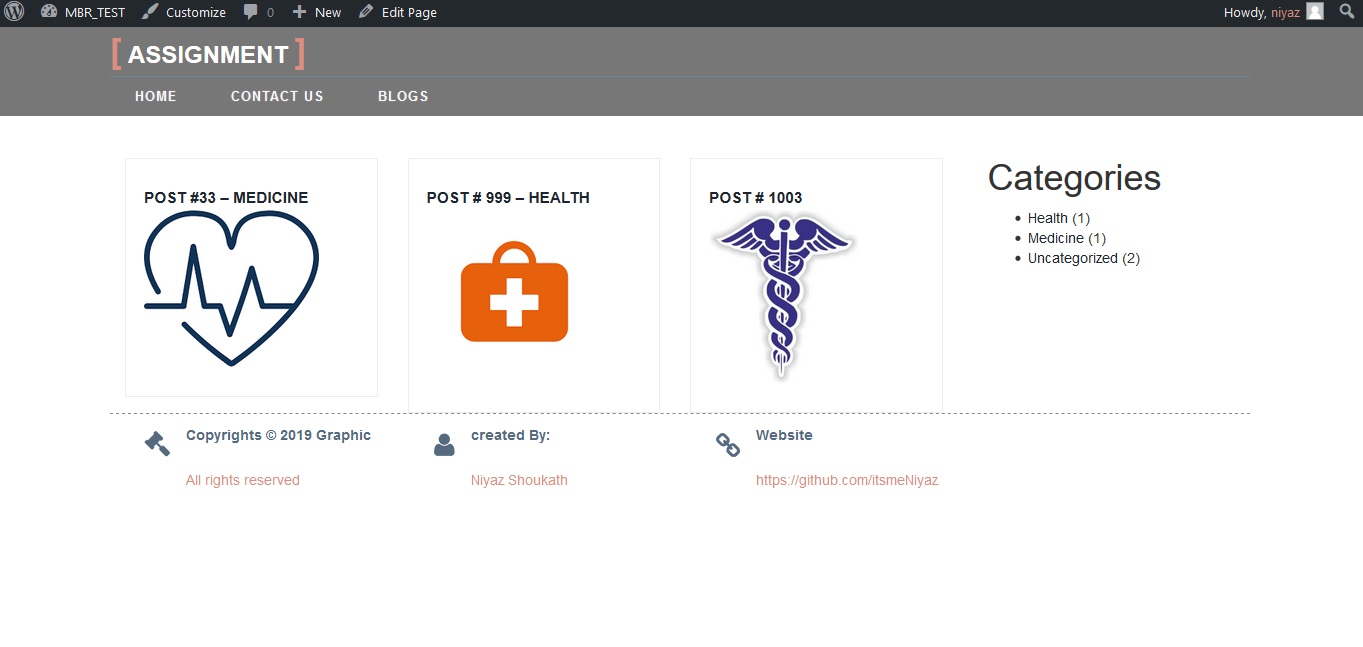 MBR_TEST Customize 0 New Edit Page Howdy, niyaz
[ ASSIGNMENT ]
HOME CONTACT US BLOGS
POST #33 – MEDICINE
POST # 999 – HEALTH
POST # 1003
Categories
Health (1)
Medicine (1)
Uncategorized (2)
Copyrights © 2019 Graphic
All rights reserved
created By:
Niyaz Shoukath
Website
https://github.com/itsmeNiyaz